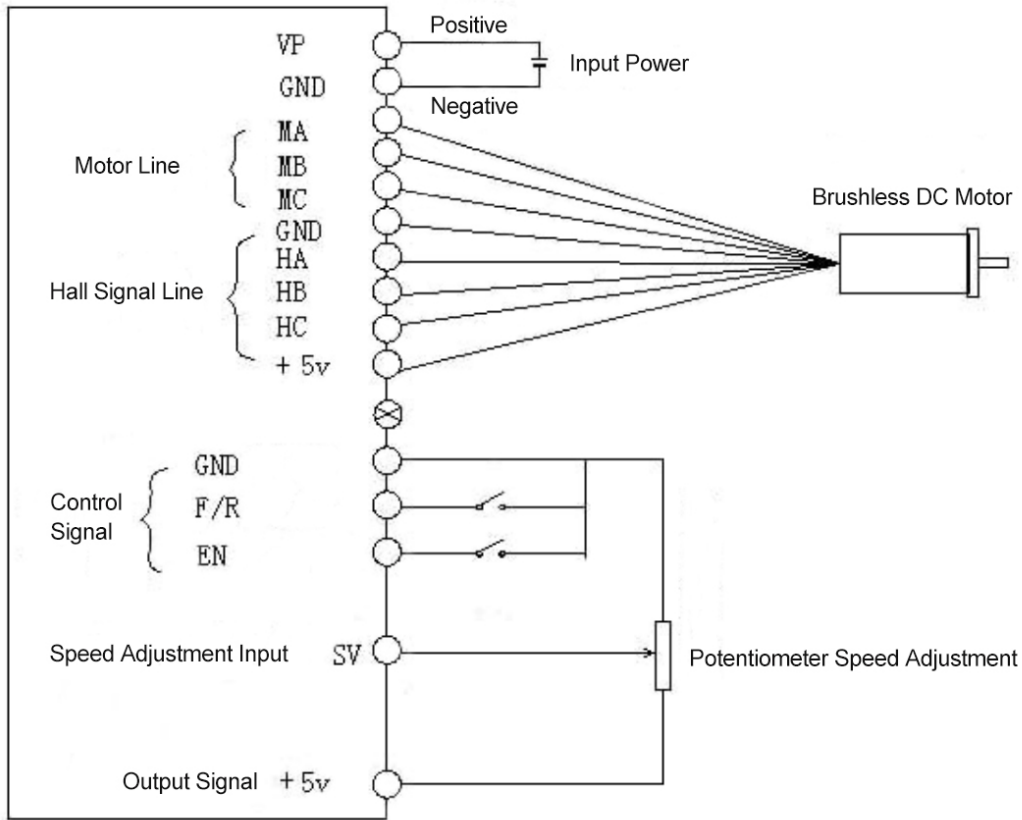 Positive
VP
Input Power
GND
Negative
MA
Motor Line
MB
MC
Brushless DC Motor
GND
HA
Hall Signal Line
HB
HC
+ 5v
GND
Control
Signal
F/R
EN
Speed Adjustment Input
SV
Potentiometer Speed Adjustment
Output Signal
+ 5v